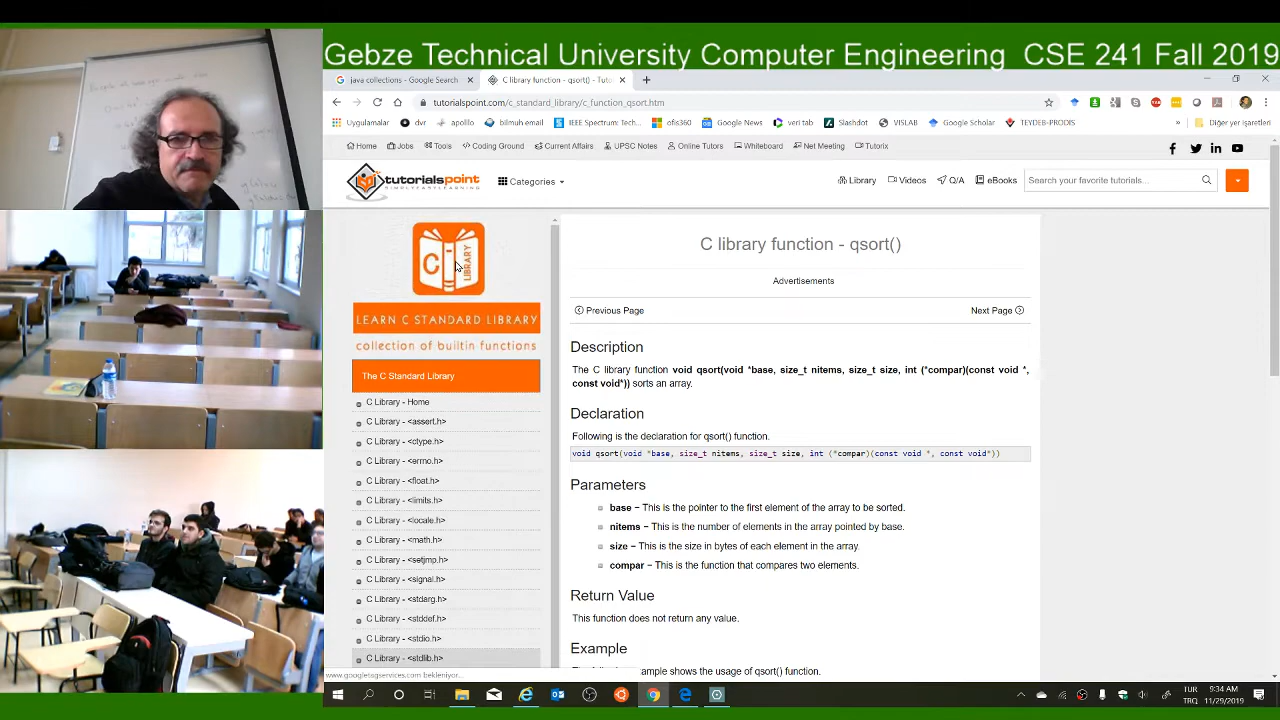 Gebze Technical University Computer Engineering CSE 241 Fall 2019
java collections - Google Search
C library function - qsort() - Tuto
tutorialspoint.com/c_standard_library/c_function_qsort.htm
Uygulamalar dvr apolllo bilmuh email IEEE Spectrum: Tech... ofis360 Google News veri tab Slashdot VISLAB Google Scholar TEYDEB-PRODIS » Diğer yer işaretleri
Home Jobs Tools Coding Ground Current Affairs UPSC Notes Online Tutors Whiteboard Net Meeting Tutorix
tutorialspoint
SIMPLYEASYLEARNING
Categories
Library Videos Q/A eBooks Search your favorite tutorials...
C LIBRARY
LEARN C STANDARD LIBRARY
collection of builtin functions
The C Standard Library
C Library - Home
C Library - <assert.h>
C Library - <ctype.h>
C Library - <errno.h>
C Library - <float.h>
C Library - <limits.h>
C Library - <locale.h>
C Library - <math.h>
C Library - <setjmp.h>
C Library - <signal.h>
C Library - <stdarg.h>
C Library - <stddef.h>
C Library - <stdio.h>
C Library - <stdlib.h>
C library function - qsort()
Advertisements
Previous Page Next Page
Description
The C library function void qsort(void *base, size_t nitems, size_t size, int (*compar)(const void *,
const void*)) sorts an array.
Declaration
Following is the declaration for qsort() function.
void qsort(void *base, size_t nitems, size_t size, int (*compar)(const void *, const void*))
Parameters
base − This is the pointer to the first element of the array to be sorted.
nitems − This is the number of elements in the array pointed by base.
size − This is the size in bytes of each element in the array.
compar − This is the function that compares two elements.
Return Value
This function does not return any value.
Example
ample shows the usage of qsort() function.
www.googletagservices.com bekleniyor...
TUR
TRQ
9:34 AM
11/29/2019